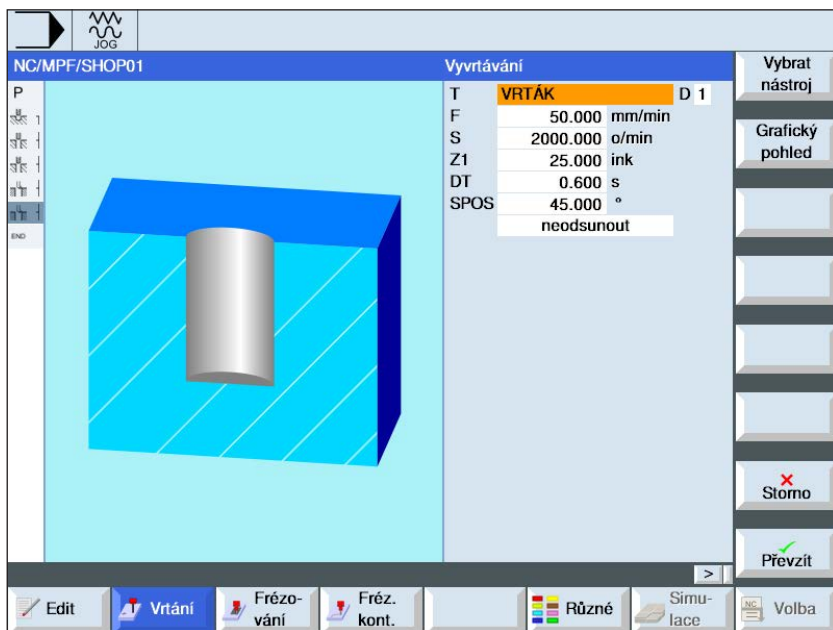 JOG
NC/MPF/SHOP01
Vyvrtávání
P
END
T VRTÁK D 1
F 50.000 mm/min
S 2000.000 o/min
Z1 25.000 ink
DT 0.600 s
SPOS 45.000 °
neodsunout
Vybrat
nástroj
Grafický
pohled
Storno
Převzít
>
Edit
Vrtání
Frézo-
vání
Fréz.
kont.
Různé
Simu-
lace
NC
Volba